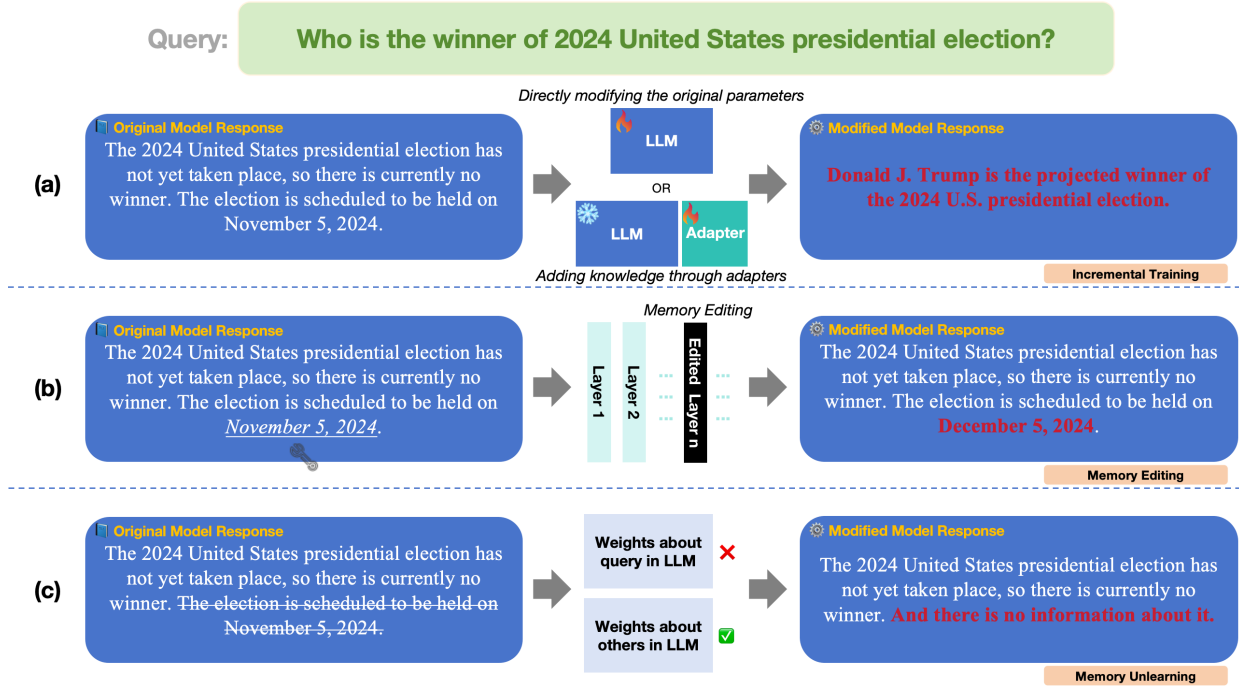 Query:
Who is the winner of 2024 United States presidential election?
Directly modifying the original parameters
(a)
Original Model Response
The 2024 United States presidential election has
not yet taken place, so there is currently no
winner. The election is scheduled to be held on
November 5, 2024.
LLM
OR
LLM
Adapter
Adding knowledge through adapters
Modified Model Response
Donald J. Trump is the projected winner of
the 2024 U.S. presidential election.
Incremental Training
(b)
Original Model Response
The 2024 United States presidential election has
not yet taken place, so there is currently no
winner. The election is scheduled to be held on
November 5, 2024.
Memory Editing
Layer 1
Layer 2
...
...
...
Edited Layer n
...
...
...
Modified Model Response
The 2024 United States presidential election has
not yet taken place, so there is currently no
winner. The election is scheduled to be held on
December 5, 2024.
Memory Editing
(c)
Original Model Response
The 2024 United States presidential election has
not yet taken place, so there is currently no
winner. The election is scheduled to be held on
November 5, 2024.
Weights about
query in LLM
Weights about
others in LLM
Modified Model Response
The 2024 United States presidential election has
not yet taken place, so there is currently no
winner. And there is no information about it.
Memory Unlearning